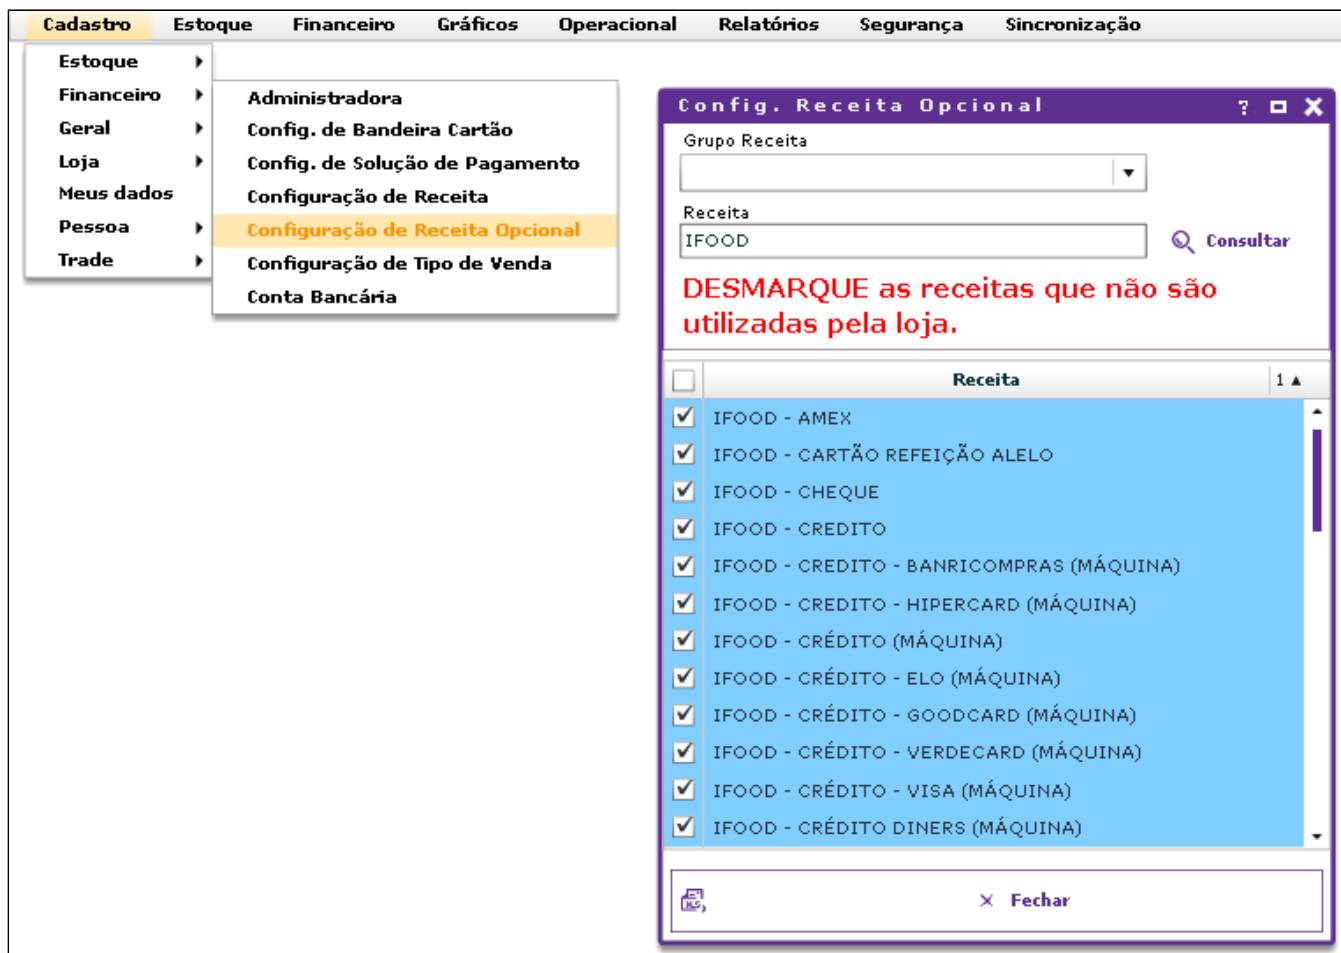 Cadastro Estoque Financeiro Gráficos Operacional Relatórios Segurança Sincronização
Estoque
Financeiro
Geral
Loja
Meus dados
Pessoa
Trade
Administradora
Config. de Bandeira Cartão
Config. de Solução de Pagamento
Configuração de Receita
Configuração de Receita Opcional
Configuração de Tipo de Venda
Conta Bancária
Config. Receita Opcional ?
Grupo Receita
Receita
IFOOD Consultar
DESMARQUE as receitas que não são
utilizadas pela loja.
Receita 1
IFOOD - AMEX
IFOOD - CARTÃO REFEIÇÃO ALELO
IFOOD - CHEQUE
IFOOD - CREDITO
IFOOD - CREDITO - BANRICOMPRAS (MÁQUINA)
IFOOD - CREDITO - HIPERCARD (MÁQUINA)
IFOOD - CRÉDITO (MÁQUINA)
IFOOD - CRÉDITO - ELO (MÁQUINA)
IFOOD - CRÉDITO - GOODCARD (MÁQUINA)
IFOOD - CRÉDITO - VERDECARD (MÁQUINA)
IFOOD - CRÉDITO - VISA (MÁQUINA)
IFOOD - CRÉDITO DINERS (MÁQUINA)
Fechar